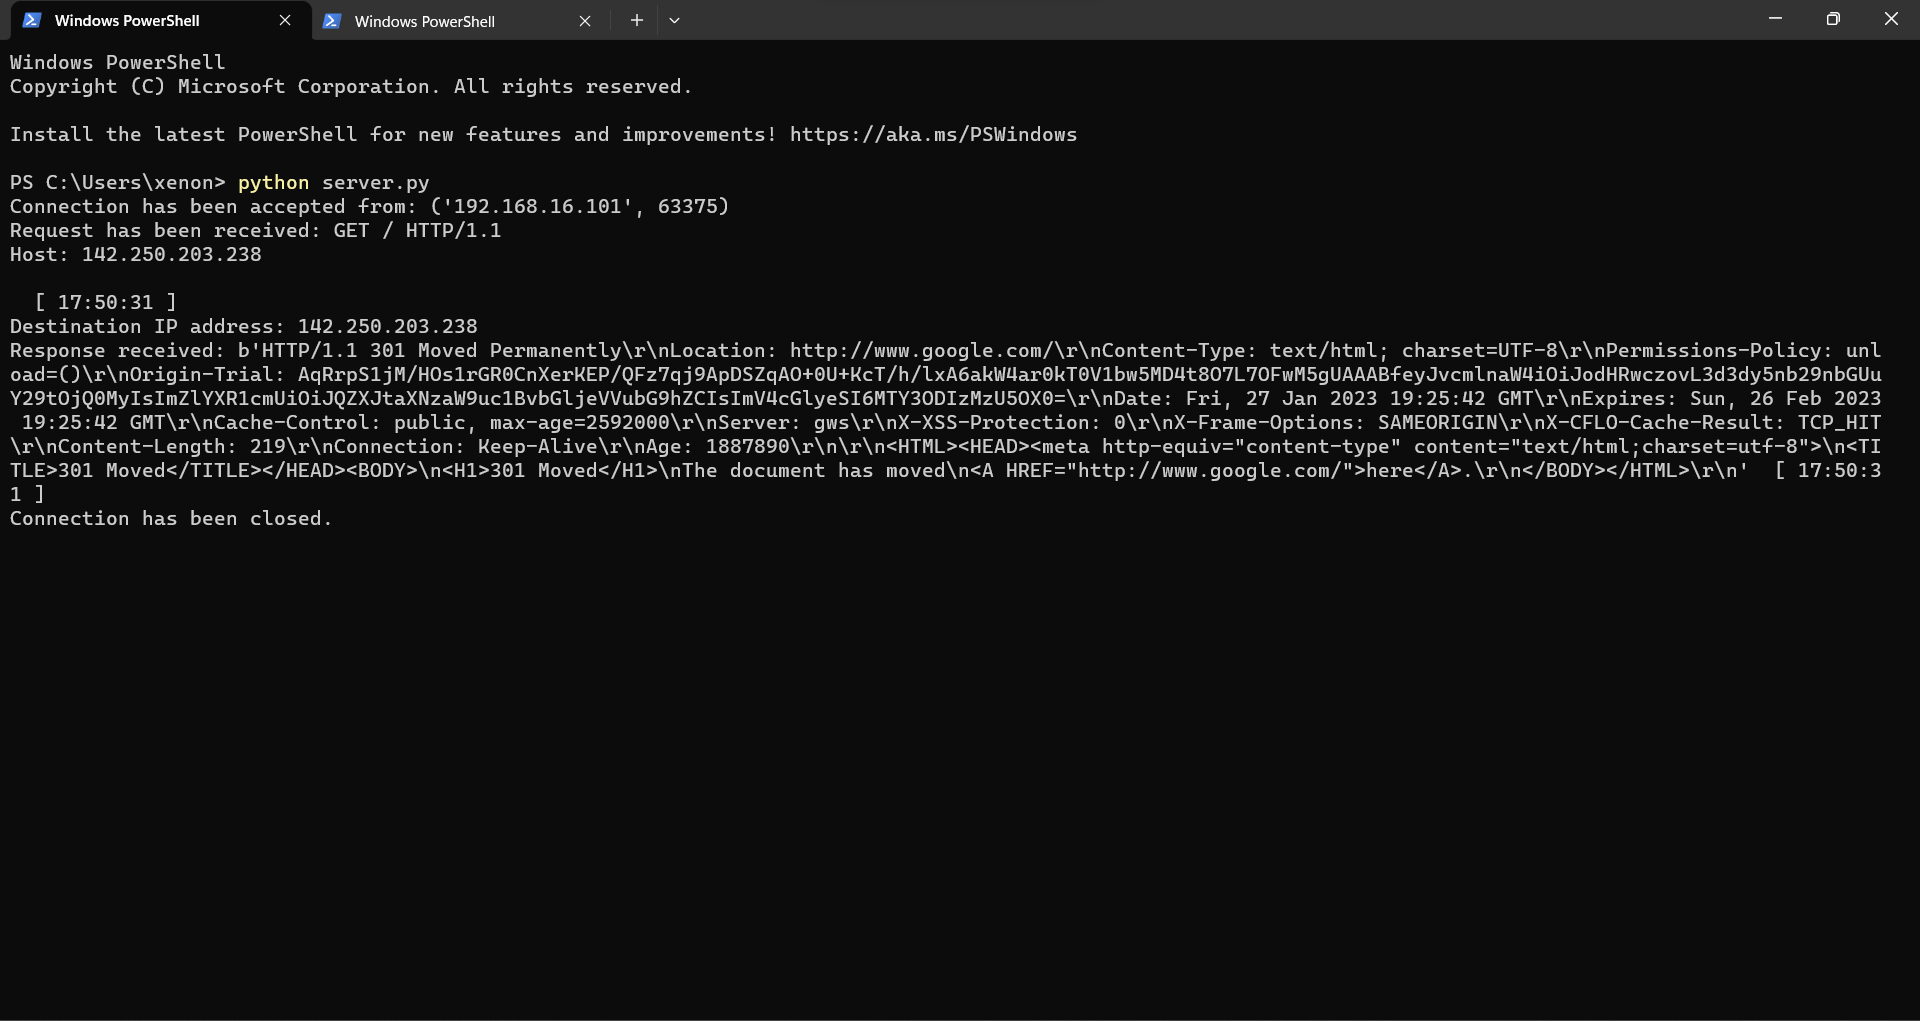 Windows PowerShell
Windows PowerShell
Windows PowerShell
Copyright (C) Microsoft Corporation. All rights reserved.
Install the latest PowerShell for new features and improvements! https://aka.ms/PSWindows
PS C:\Users\xenon> python server.py
Connection has been accepted from: ('192.168.16.101', 63375)
Request has been received: GET / HTTP/1.1
Host: 142.250.203.238
[ 17:50:31 ]
Destination IP address: 142.250.203.238
Response received: b'HTTP/1.1 301 Moved Permanently\r\nLocation: http://www.google.com/\r\nContent-Type: text/html; charset=UTF-8\r\nPermissions-Policy: unl
oad=()\r\nOrigin-Trial: AqRrpS1jM/HOs1rGR0CnXerKEP/QFz7qj9ApDSZqAO+0U+KcT/h/lxA6akW4ar0kT0V1bw5MD4t8O7L7OFwM5gUAAABfeyJvcmlnaW4iOiJodHRwczovL3d3dy5nb29nbGUu
Y29tOjQ0MyIsImZlYXR1cmUiOiJQZXJtaXNzaW9uc1BvbGljeVVubG9hZCIsImV4cGlyeSI6MTY3ODIzMzU5OX0=\r\nDate: Fri, 27 Jan 2023 19:25:42 GMT\r\nExpires: Sun, 26 Feb 2023
19:25:42 GMT\r\nCache-Control: public, max-age=2592000\r\nServer: gws\r\nX-XSS-Protection: 0\r\nX-Frame-Options: SAMEORIGIN\r\nX-CFLO-Cache-Result: TCP_HIT
\r\nContent-Length: 219\r\nConnection: Keep-Alive\r\nAge: 1887890\r\n\r\n<HTML><HEAD><meta http-equiv="content-type" content="text/html;charset=utf-8">\n<TI
TLE>301 Moved</TITLE></HEAD><BODY>\n<H1>301 Moved</H1>\nThe document has moved\n<A HREF="http://www.google.com/">here</A>.\r\n</BODY></HTML>\r\n'  [ 17:50:3
1 ]
Connection has been closed.